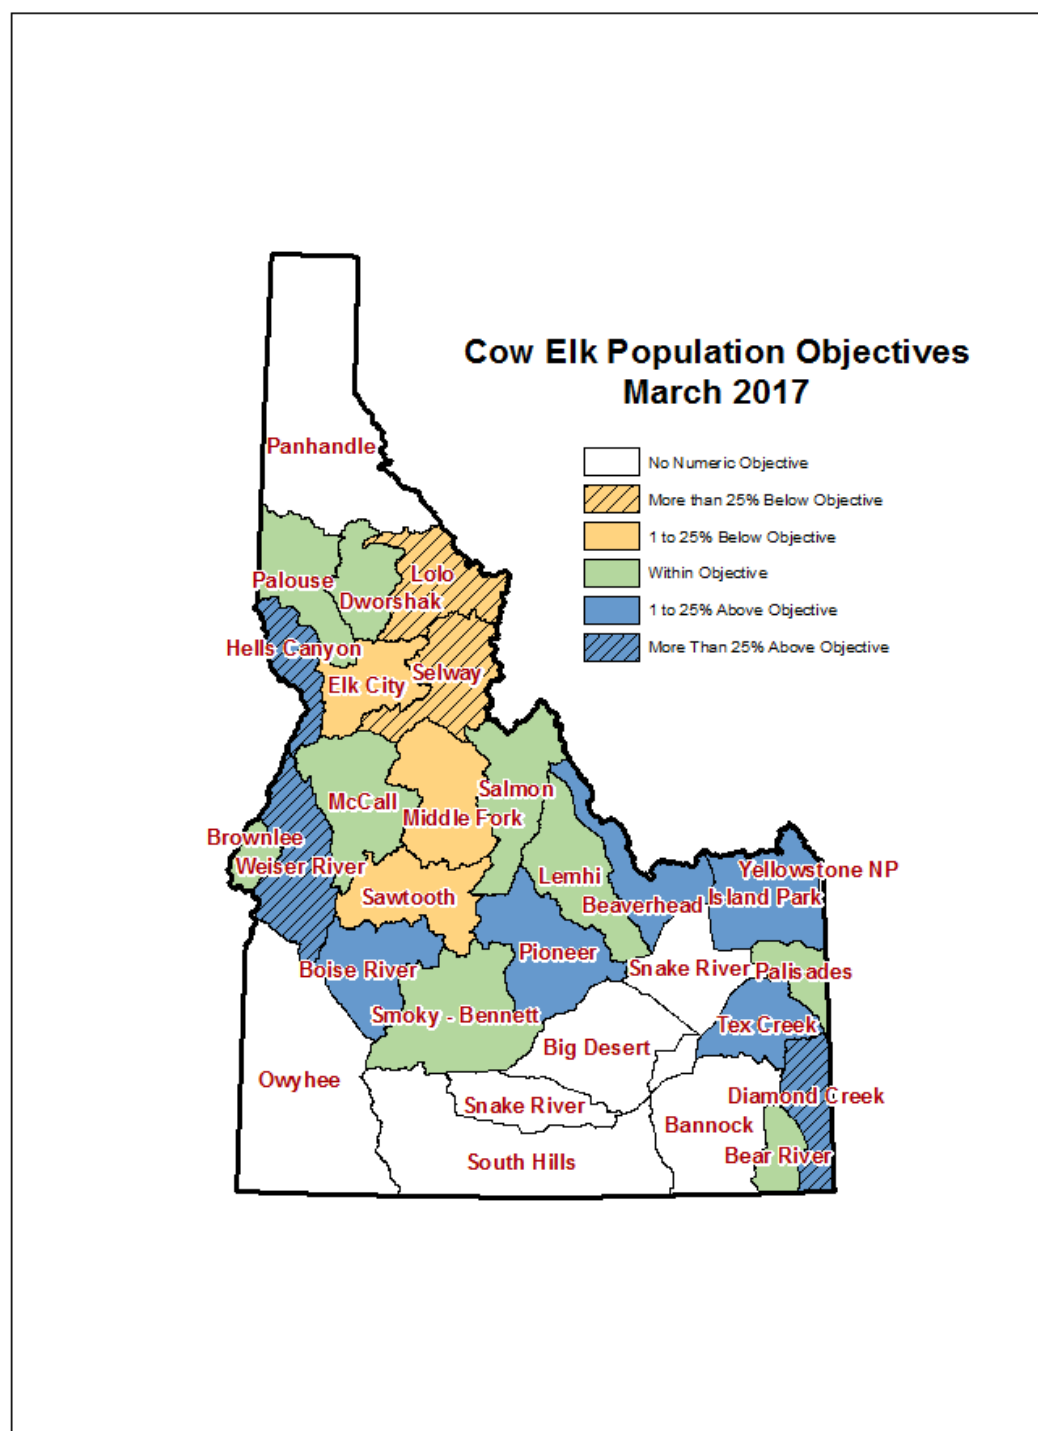 Cow Elk Population Objectives
March 2017
No Numeric Objective
More than 25% Below Objective
1 to 25% Below Objective
Within Objective
1 to 25% Above Objective
More Than 25% Above Objective
Panhandle
Lolo
Palouse
Dworshak
Hells Canyon
Selway
Elk City
Salmon
McCall
Middle Fork
Brownlee
Weiser River
Yellowstone NP
Lemhi
Sawtooth
Island Park
Beaverhead
Pioneer
Boise River
Snake River
Palisades
Smoky - Bennett
Tex Creek
Big Desert
Owyhee
Diamond Creek
Snake River
Bannock
Bear River
South Hills